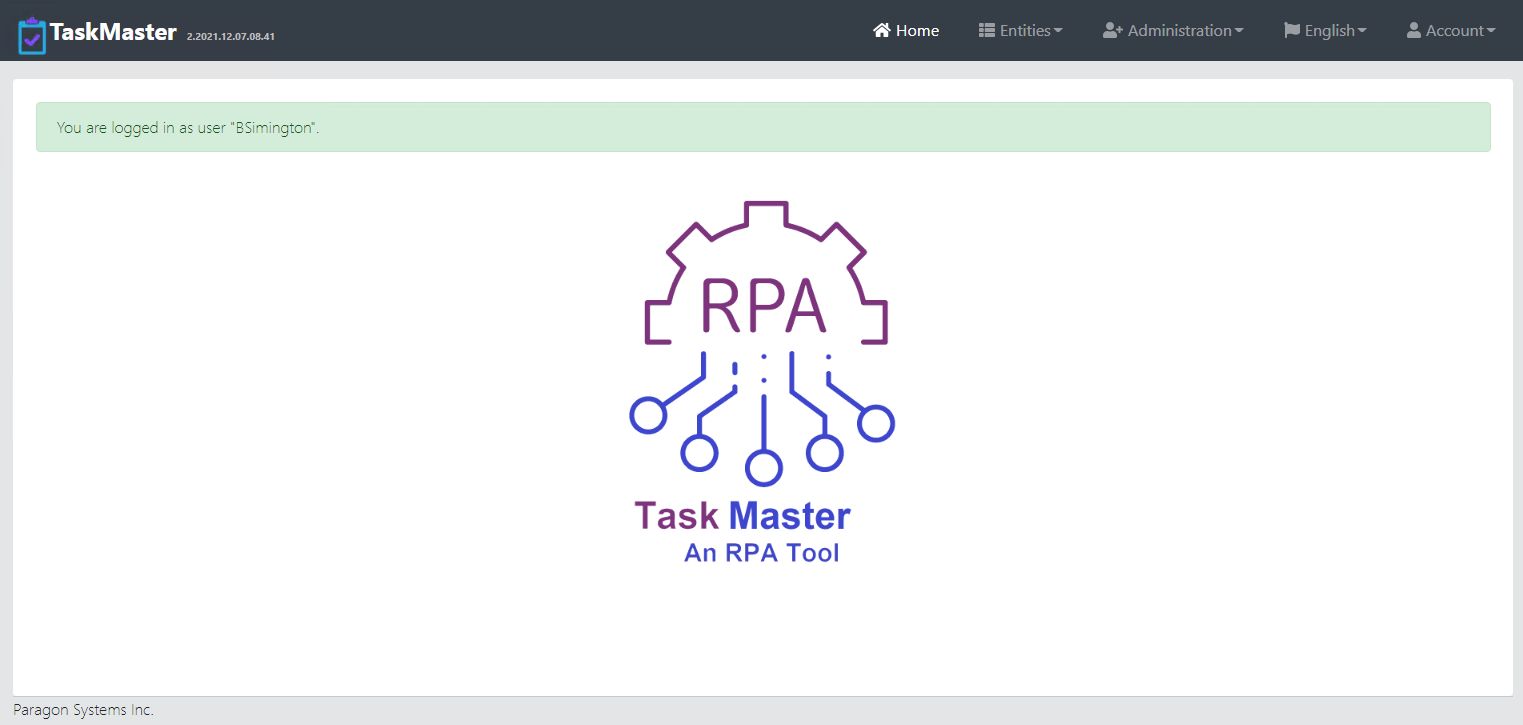 TaskMaster 2.2021.12.07.08.41 Home Entities Administration English Account
You are logged in as user "BSimington".
RPA
Task Master
An RPA Tool
Paragon Systems Inc.